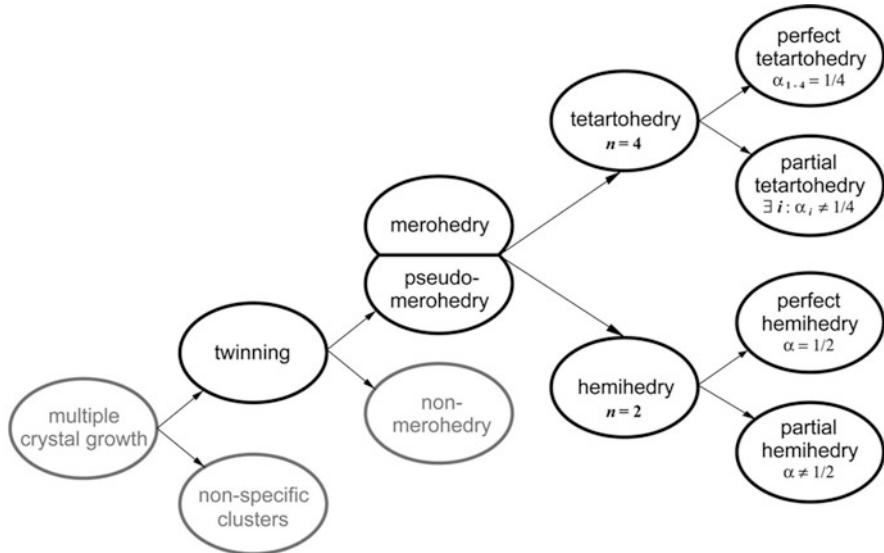 multiple
crystal growth
twinning
non-specific
clusters
merohedry
pseudo-
merohedry
non-
merohedry
tetartohedry
n = 4
hemihedry
n = 2
perfect
tetartohedry
α₁₋₄ = 1/4
partial
tetartohedry
∃ i : αᵢ ≠ 1/4
perfect
hemihedry
α = 1/2
partial
hemihedry
α ≠ 1/2